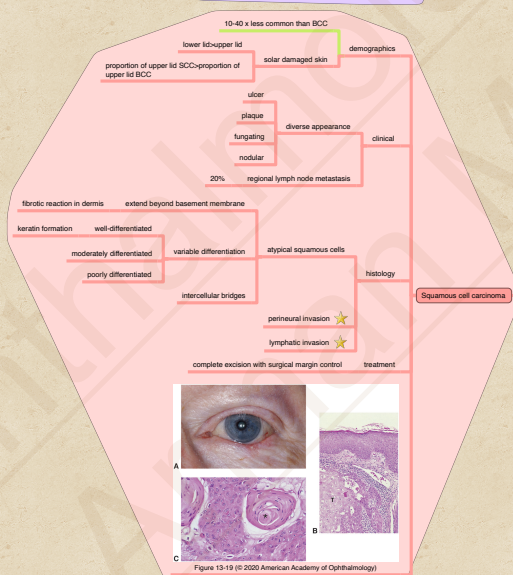 10-40 x less common than BCC
lower lid>upper lid
solar damaged skin
demographics
proportion of upper lid SCC>proportion of
upper lid BCC
ulcer
plaque
diverse appearance
clinical
fungating
nodular
20%
regional lymph node metastasis
fibrotic reaction in dermis
extend beyond basement membrane
keratin formation
well-differentiated
moderately differentiated
variable differentiation
atypical squamous cells
poorly differentiated
histology
intercellular bridges
Squamous cell carcinoma
perineural invasion
lymphatic invasion
complete excision with surgical margin control
treatment
A
T
B
C
Figure 13-19 (© 2020 American Academy of Ophthalmology)